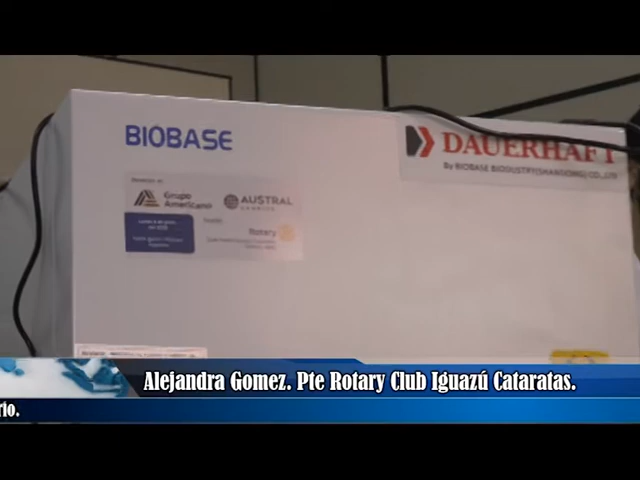 BIOBASE
DAUERHAFT
By BIOBASE BIODUSTRY(SHANDONG) CO.,LTD
Grupo
Americano
AUSTRAL
Rotary
Alejandra Gomez. Pte Rotary Club Iguazú Cataratas.
rio.